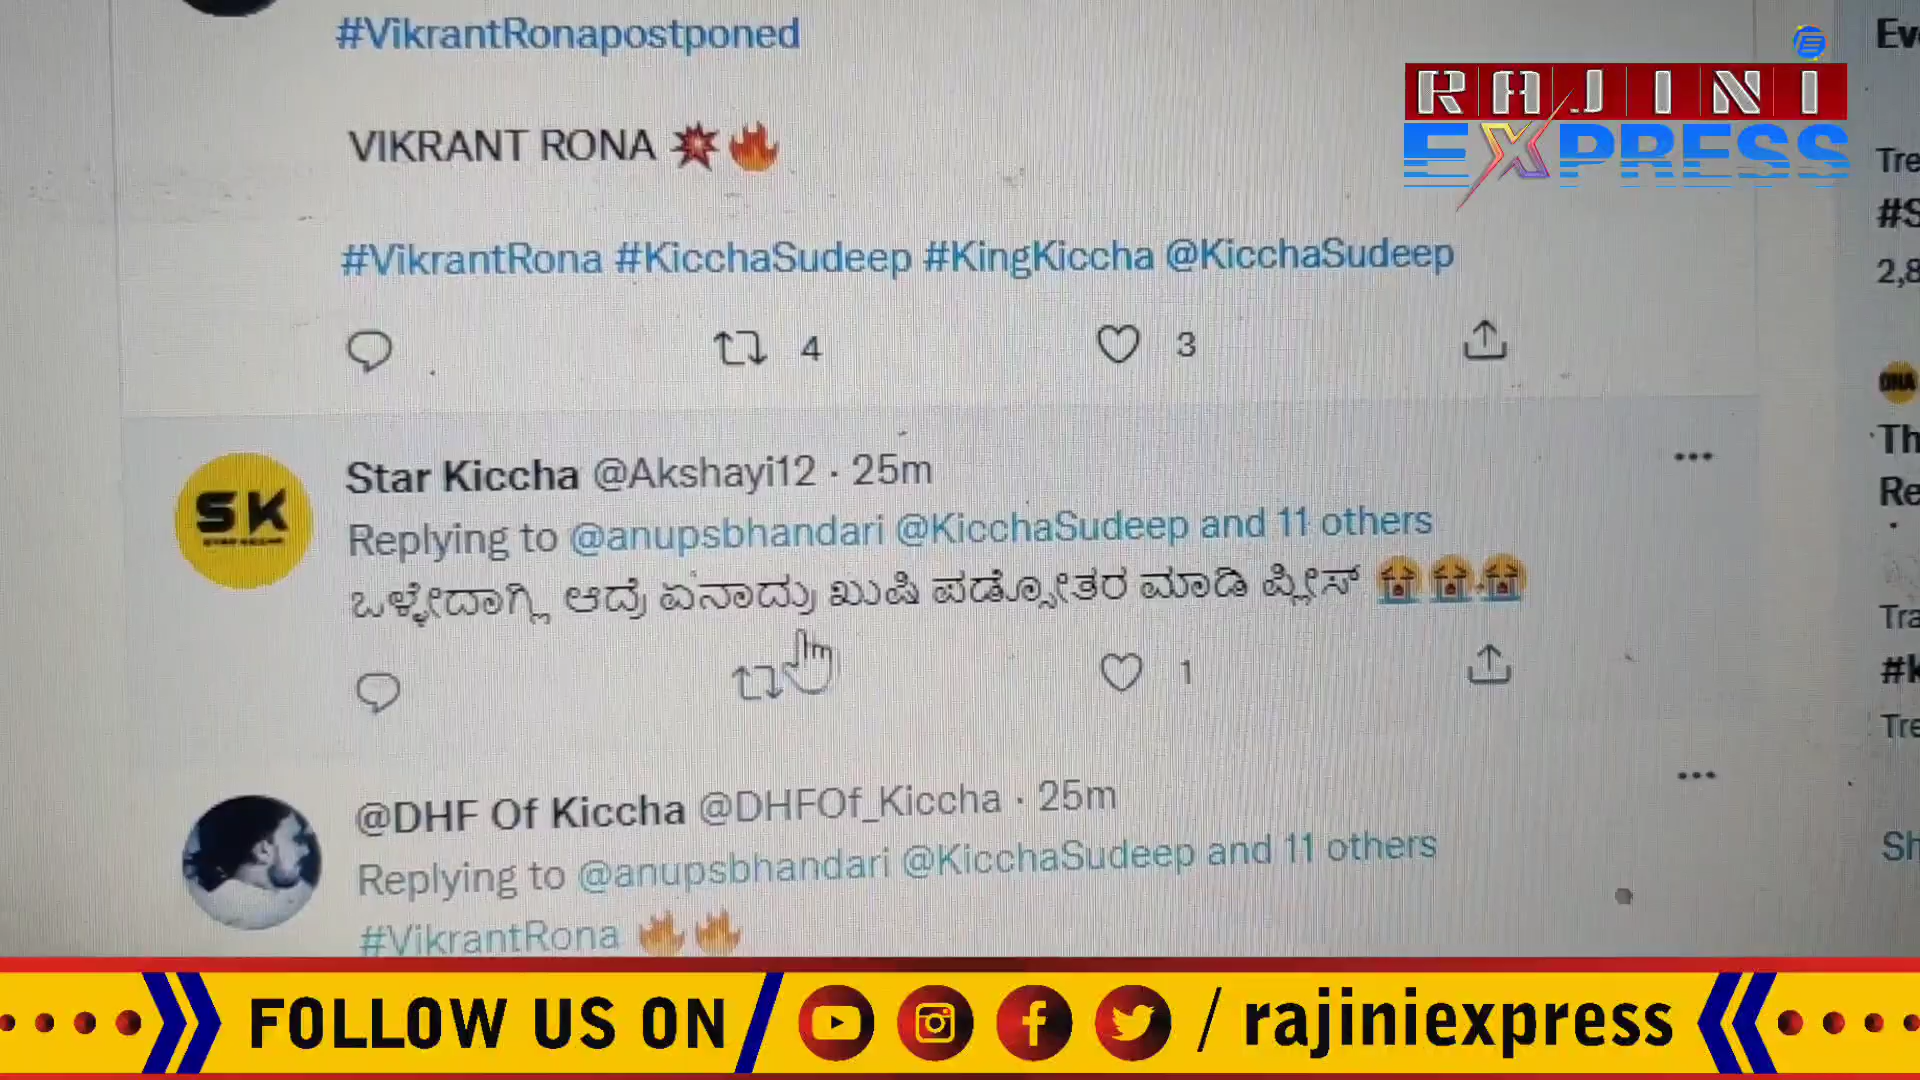 #VikrantRonapostponed
VIKRANT RONA
#VikrantRona #KicchaSudeep #KingKiccha @KicchaSudeep
4
3
Star Kiccha @Akshayi12 · 25m
Replying to @anupsbhandari @KicchaSudeep and 11 others
ಒಳ್ಳೇದಾಗ್ಲಿ ಆದ್ರೆ ಏನಾದ್ರು ಖುಷಿ ಪಡ್ಸೋತರ ಮಾಡಿ ಪ್ಲೀಸ್
1
SK
@DHF Of Kiccha @DHFOf_Kiccha · 25m
Replying to @anupsbhandari @KicchaSudeep and 11 others
#VikrantRona
RAJINI
EXPRESS
FOLLOW US ON / rajiniexpress